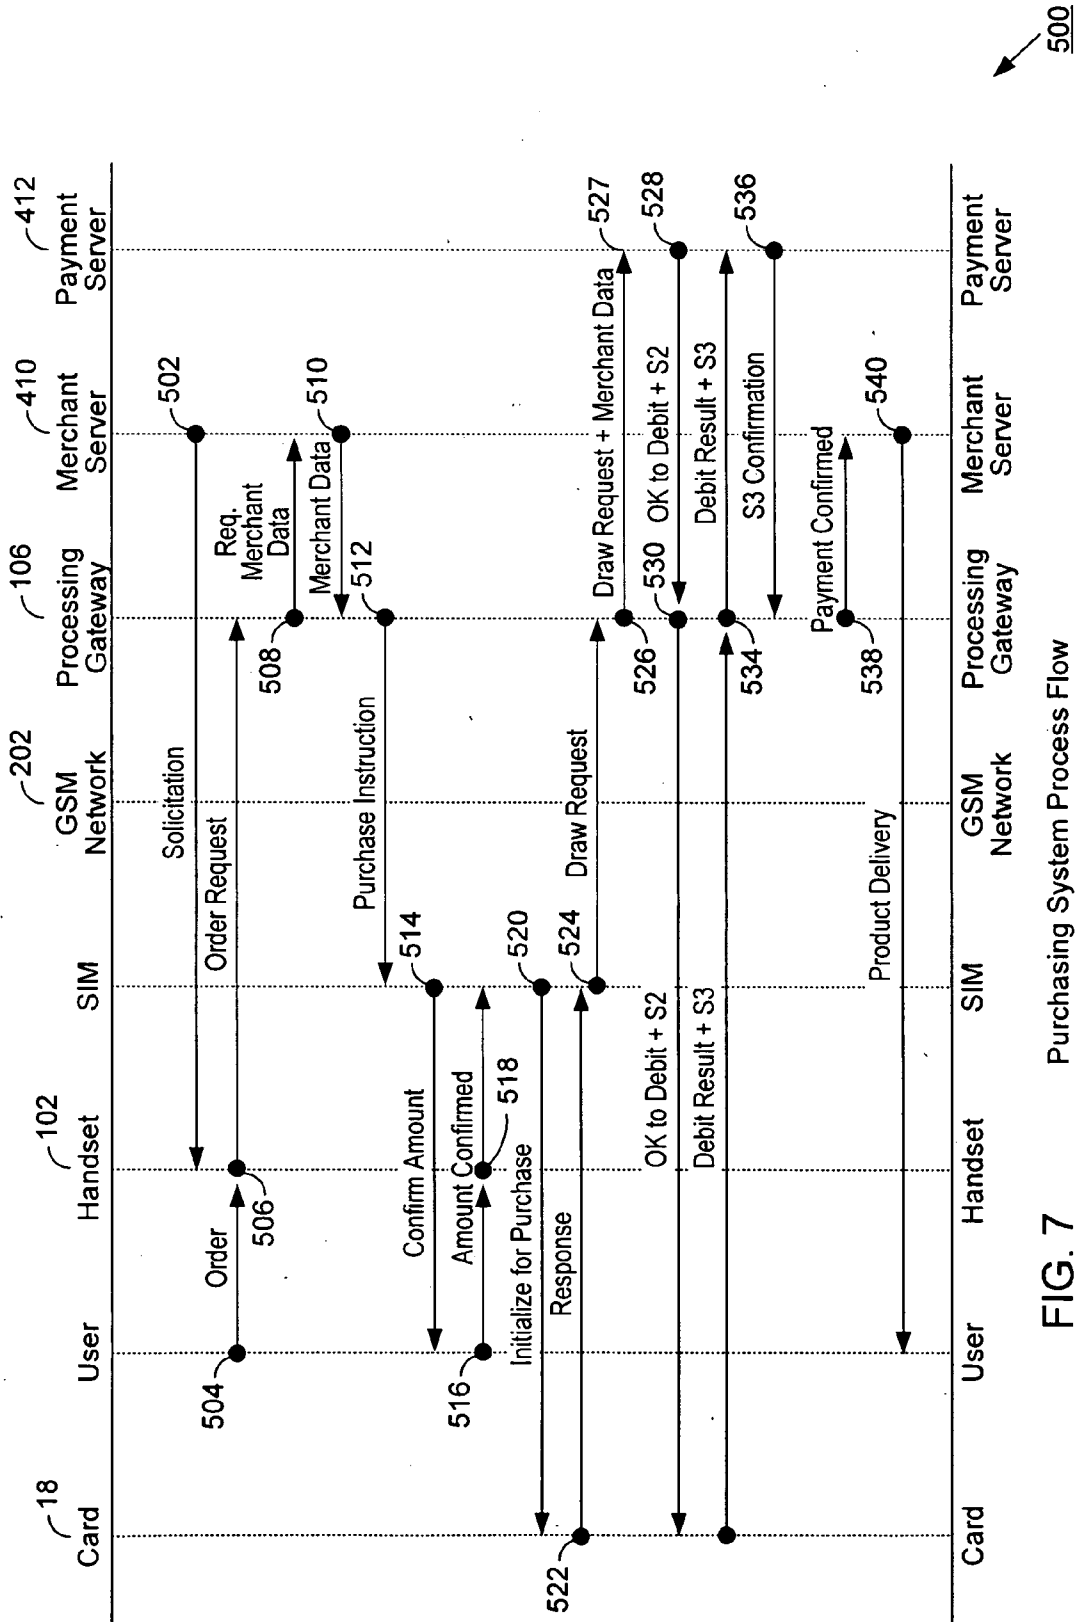 18
102
202
106
410
412
Card
User
Handset
SIM
GSM
Network
Processing
Gateway
Merchant
Server
Payment
Server
Solicitation
502
504
Order
506
Order Request
508
Req.
Merchant
Data
Merchant Data
510
512
Purchase Instruction
514
Confirm Amount
516
Amount Confirmed
518
Initialize for Purchase
520
522
Response
524
Draw Request
526
Draw Request + Merchant Data
527
528
OK to Debit + S2
530
OK to Debit + S2
Debit Result + S3
534
Debit Result + S3
536
S3 Confirmation
538
Payment Confirmed
540
Product Delivery
Card
User
Handset
SIM
GSM
Network
Processing
Gateway
Merchant
Server
Payment
Server
500
Purchasing System Process Flow
FIG. 7